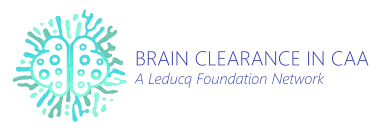 BRAIN CLEARANCE IN CAA
A Leducq Foundation Network